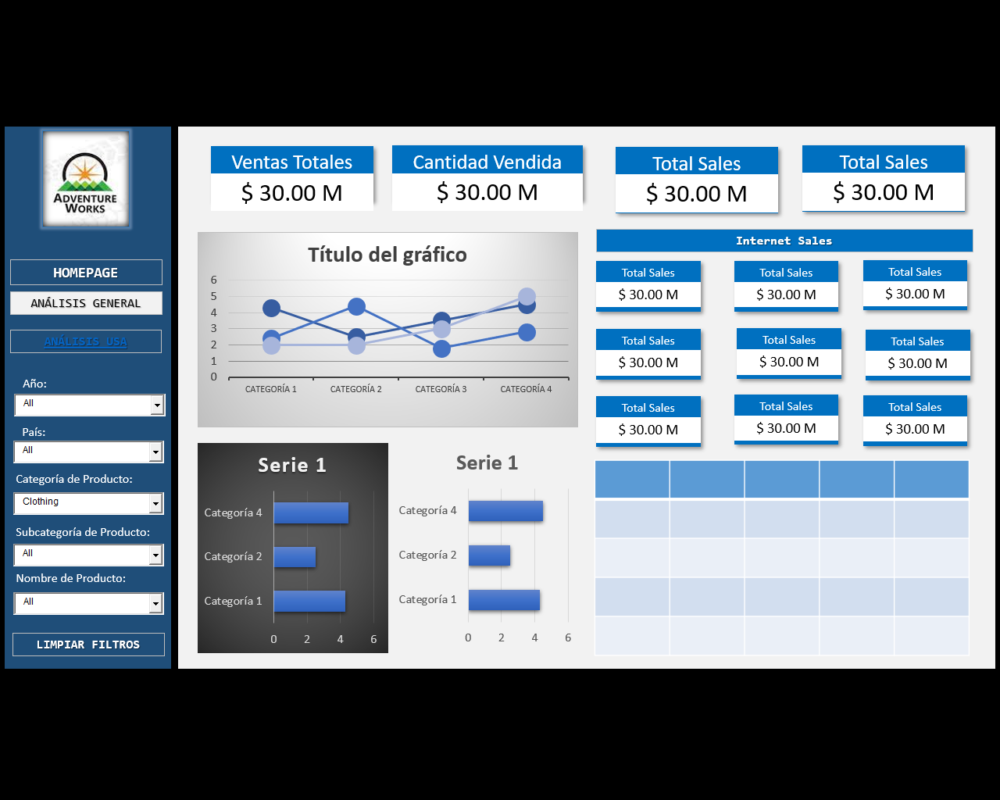 ADVENTURE
WORKS
HOMEPAGE
ANÁLISIS GENERAL
ANÁLISIS USA
Año:
All
País:
All
Categoría de Producto:
Clothing
Subcategoría de Producto:
All
Nombre de Producto:
All
LIMPIAR FILTROS
Ventas Totales
$ 30.00 M
Cantidad Vendida
$ 30.00 M
Total Sales
$ 30.00 M
Total Sales
$ 30.00 M
Título del gráfico
6
5
4
3
2
1
0
CATEGORÍA 1 CATEGORÍA 2 CATEGORÍA 3 CATEGORÍA 4
Serie 1
Categoría 4
Categoría 2
Categoría 1
0 2 4 6
Serie 1
Categoría 4
Categoría 2
Categoría 1
0 2 4 6
Internet Sales
Total Sales Total Sales Total Sales
$ 30.00 M $ 30.00 M $ 30.00 M
Total Sales Total Sales Total Sales
$ 30.00 M $ 30.00 M $ 30.00 M
Total Sales Total Sales Total Sales
$ 30.00 M $ 30.00 M $ 30.00 M